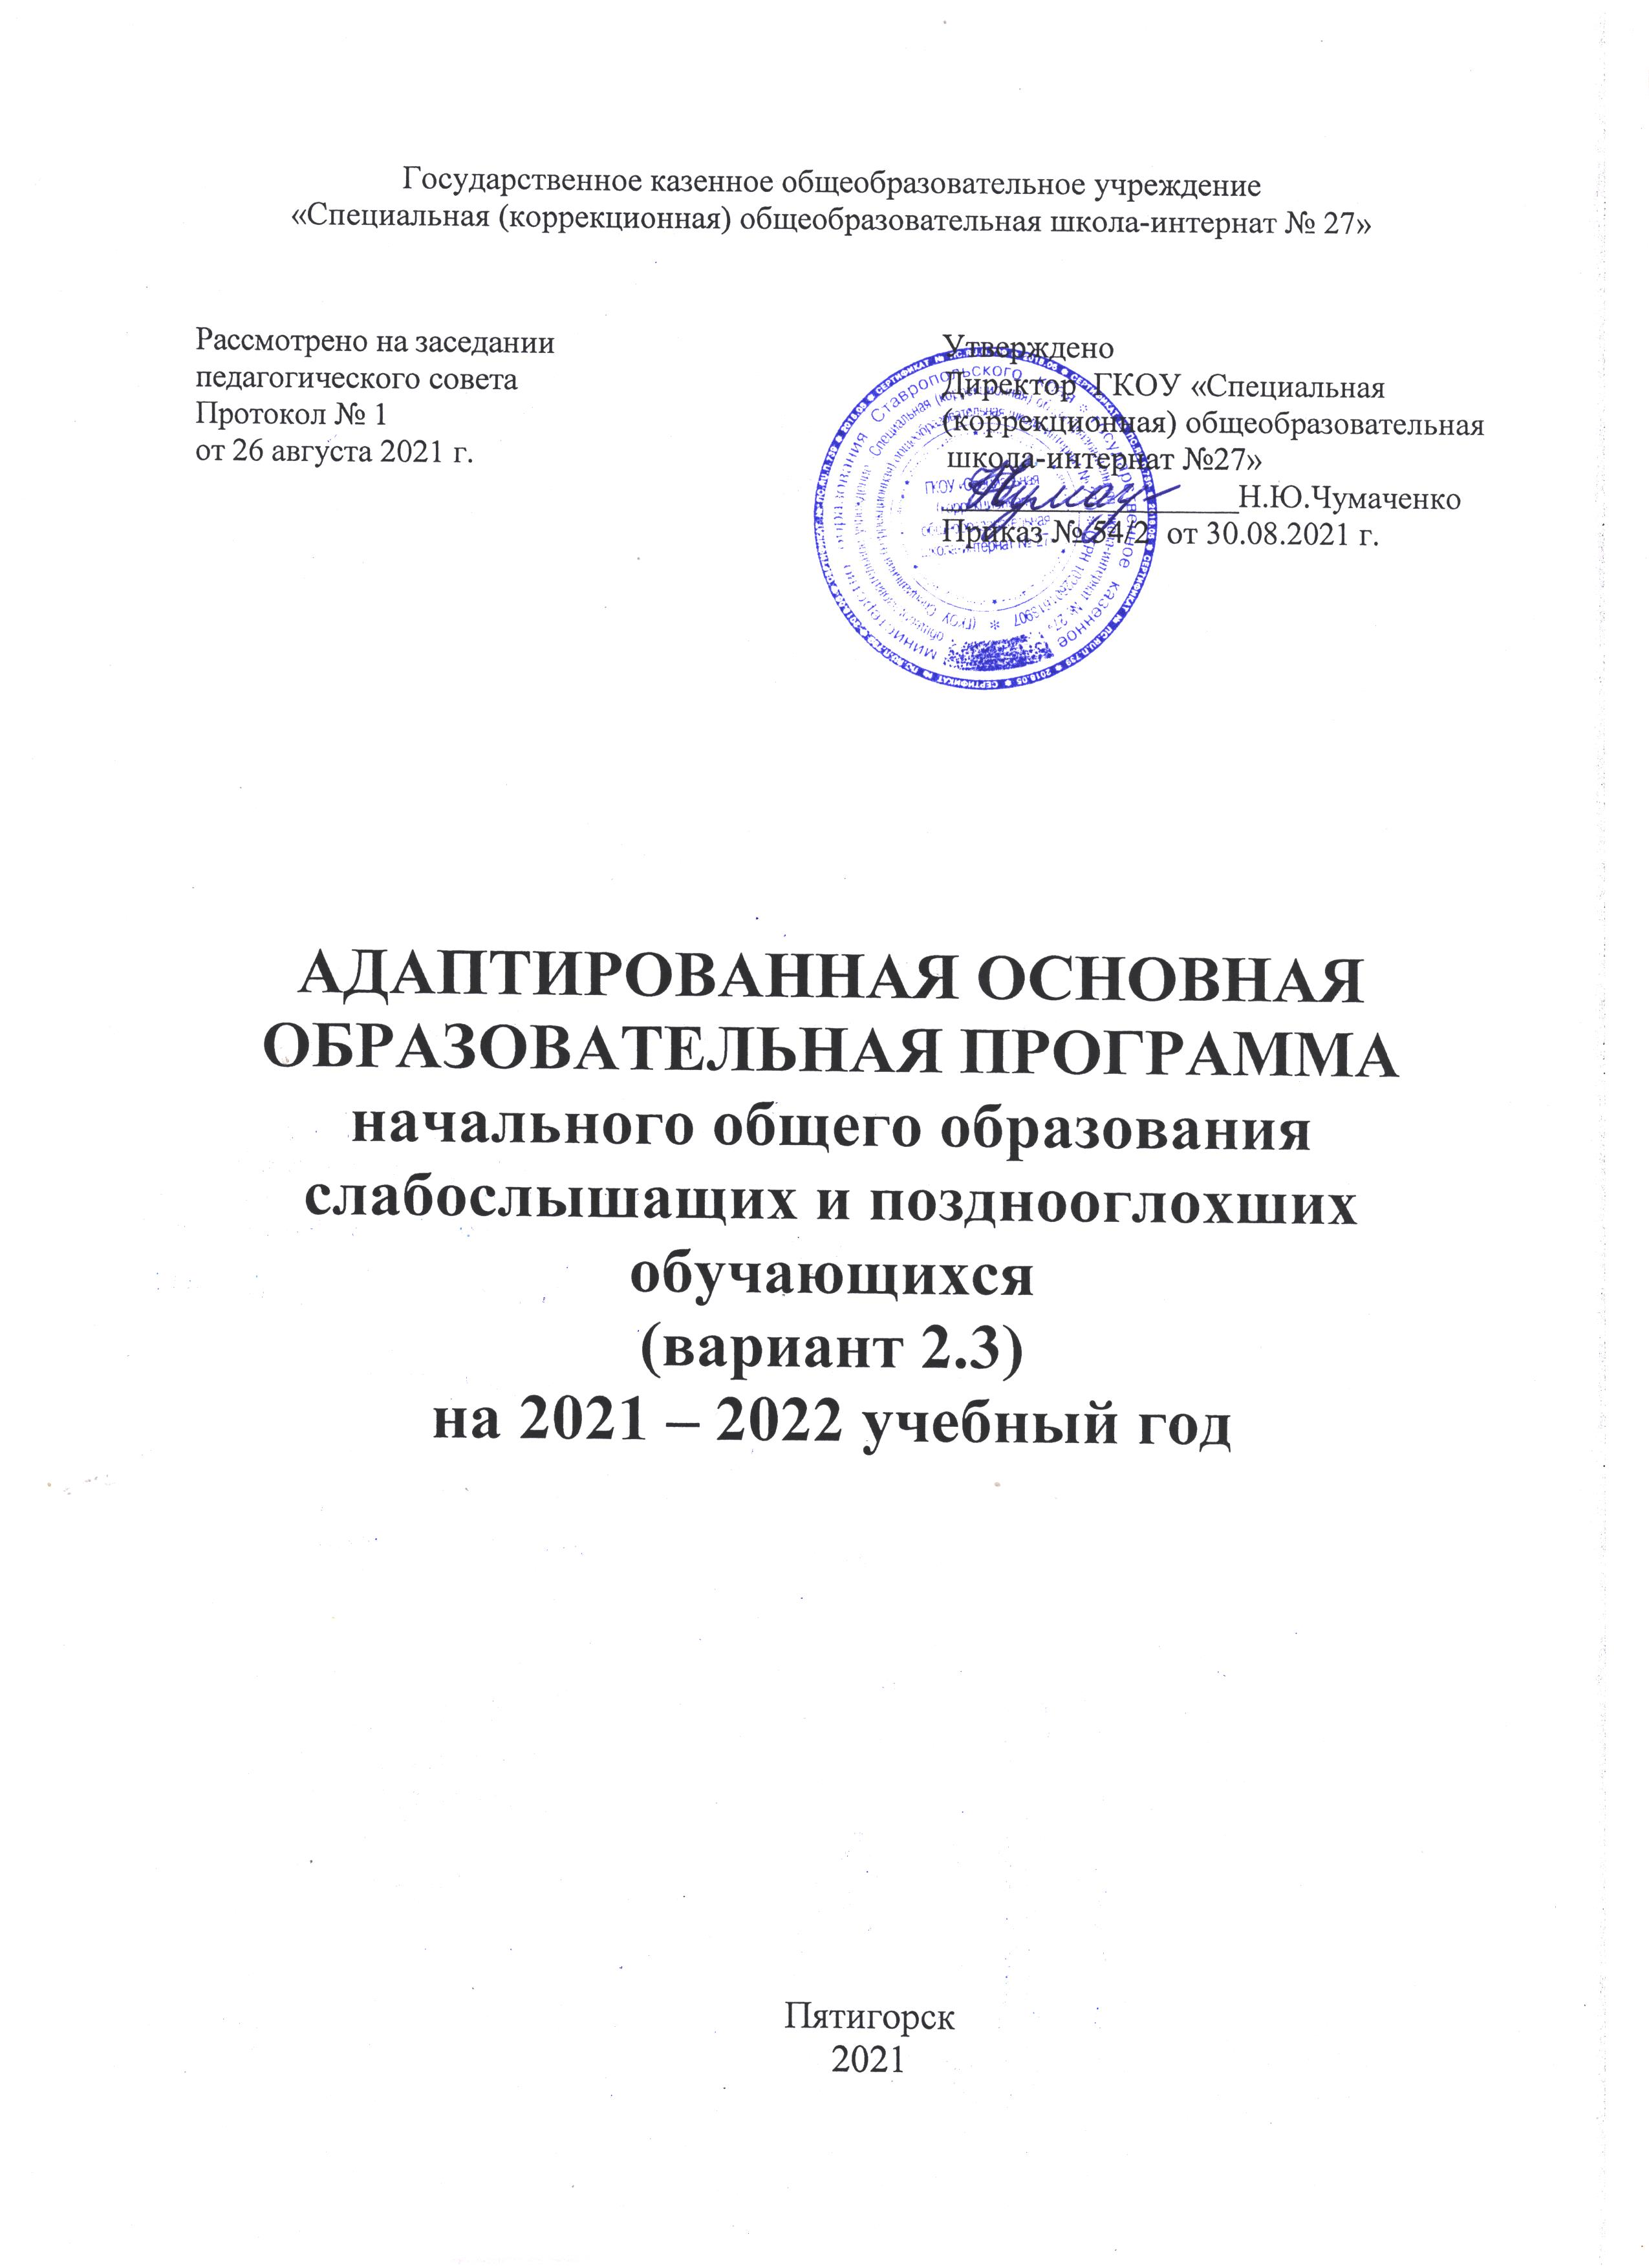 Государственное казенное общеобразовательное учреждение
«Специальная (коррекционная) общеобразовательная школа-интернат № 27»
Рассмотрено на заседании
педагогического совета
Протокол № 1
от 26 августа 2021 г.
Утверждено
Директор ГКОУ «Специальная
(коррекционная) общеобразовательная
школа-интернат №27»
Н.Ю.Чумаченко
Приказ № 54/2 от 30.08.2021 г.
АДАПТИРОВАННАЯ ОСНОВНАЯ
ОБРАЗОВАТЕЛЬНАЯ ПРОГРАММА
начального общего образования
слабослышащих и позднооглохших
обучающихся
(вариант 2.3)
на 2021 – 2022 учебный год
Пятигорск
2021